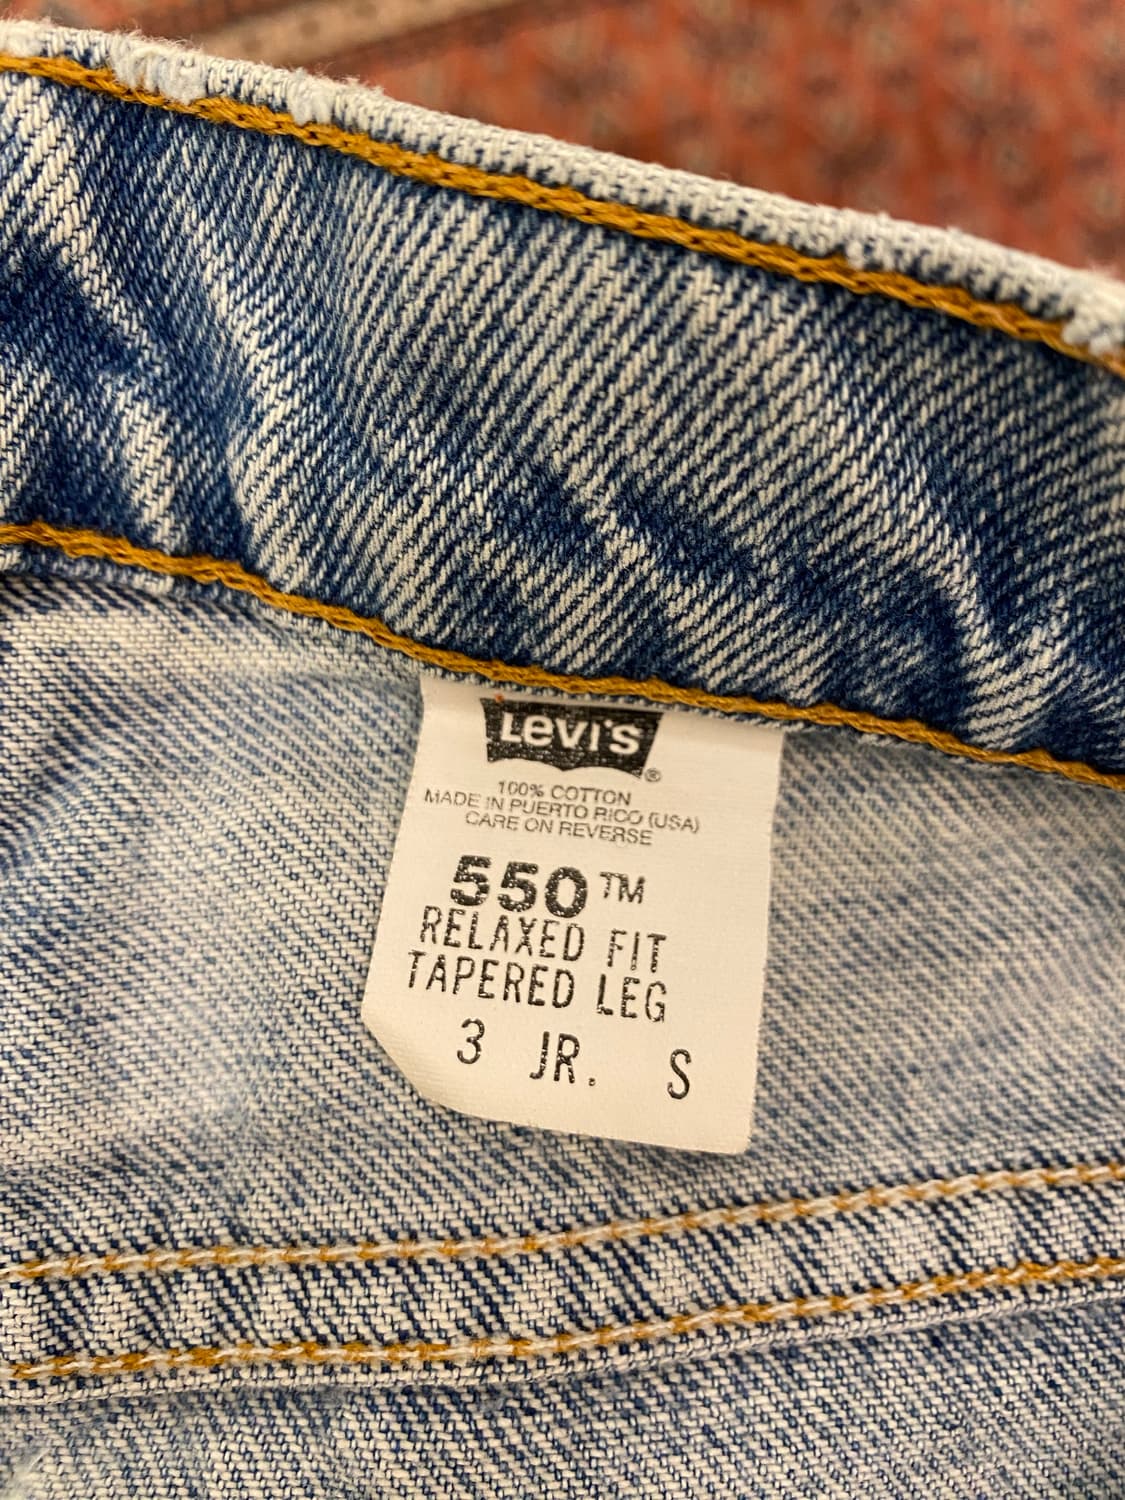 LEVI'S ®
100% COTTON
MADE IN PUERTO RICO (USA)
CARE ON REVERSE
550™
RELAXED FIT
TAPERED LEG
3 JR. S